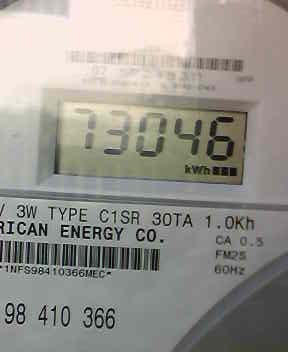 73046
kWh
V 3W TYPE C1SR 30TA 1.0Kh
RICAN ENERGY CO.
CA 0.5
FM2S
60Hz
*1NFS98410366MEC*
98 410 366